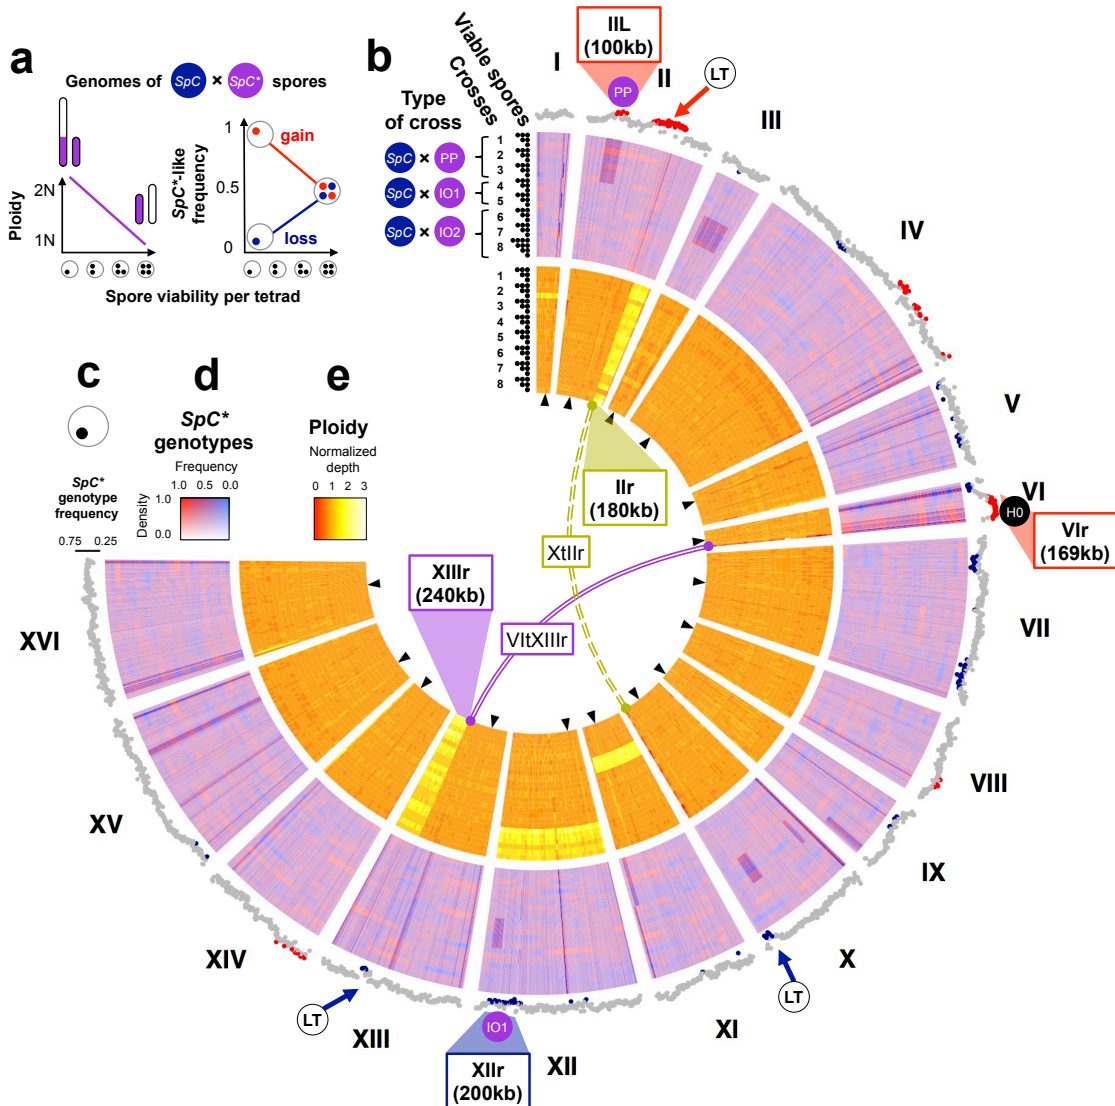 a
Genomes of SpC × SpC* spores
Ploidy
2N
1N
SpC*-like
frequency
1
0.5
0
gain
loss
Spore viability per tetrad
b
Type
of cross
SpC × PP
SpC × IO1
SpC × IO2
Crosses
Viable spores
1
2
3
4
5
6
7
8
1
2
3
4
5
6
7
8
c
SpC*
genotype
frequency
0.75 0.25
d
SpC*
genotypes
Frequency
1.0 0.0
Density
1.0
0.0
e
Ploidy
Normalized
depth
0 1 2 3
I
II
III
IV
V
VI
VII
VIII
IX
X
XI
XII
XIII
XIV
XV
XVI
IIL
(100kb)
PP
LT
H0
VIr
(169kb)
IIr
(180kb)
XtIIr
XIIIr
(240kb)
VItXIIIr
LT
LT
IO1
XIIr
(200kb)